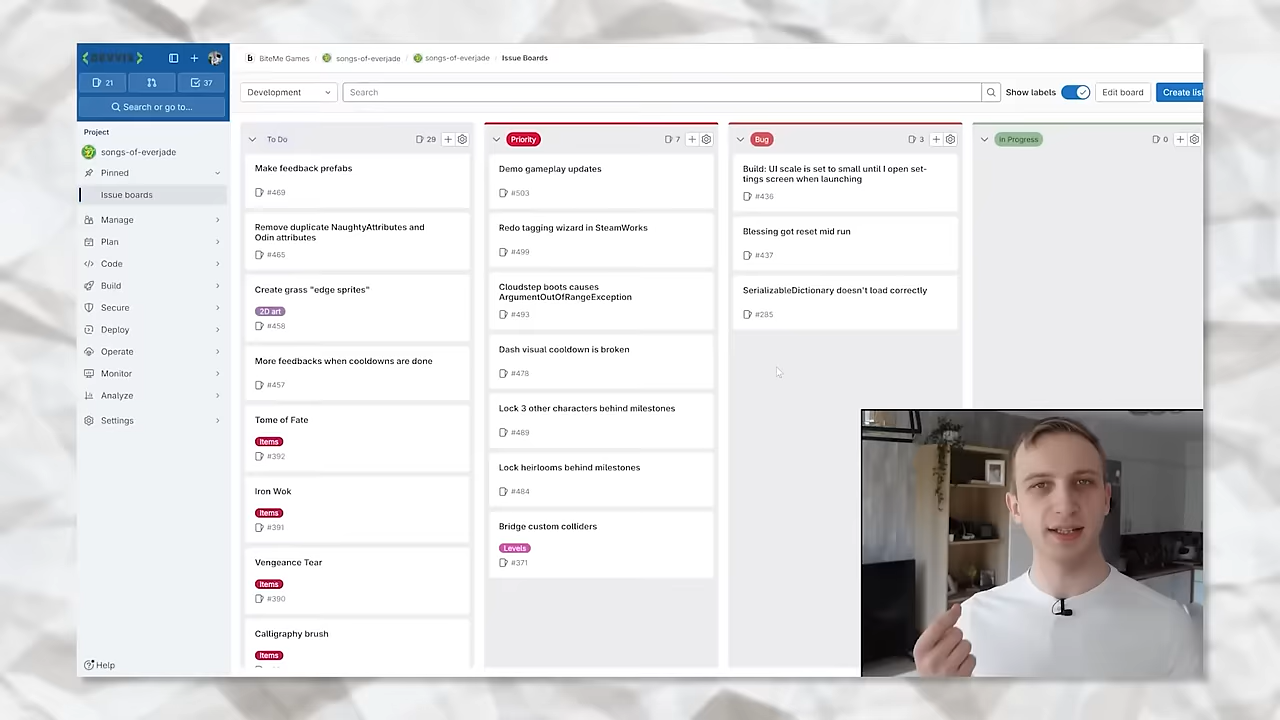 BiteMe Games / songs-of-everjade / songs-of-everjade / Issue Boards
21
37
Search or go to...
Project
songs-of-everjade
Pinned
Issue boards
Manage
Plan
Code
Build
Secure
Deploy
Operate
Monitor
Analyze
Settings
Help
Development
Search
Show labels
Edit board
Create list
To Do
29
Make feedback prefabs
#469
Remove duplicate NaughtyAttributes and
Odin attributes
#465
Create grass "edge sprites"
2D art
#458
More feedbacks when cooldowns are done
#457
Tome of Fate
Items
#392
Iron Wok
Items
#391
Vengeance Tear
Items
#390
Calligraphy brush
Items
Priority
7
Demo gameplay updates
#503
Redo tagging wizard in SteamWorks
#499
Cloudstep boots causes
ArgumentOutOfRangeException
#493
Dash visual cooldown is broken
#478
Lock 3 other characters behind milestones
#489
Lock heirlooms behind milestones
#484
Bridge custom colliders
Levels
#371
Bug
3
Build: UI scale is set to small until I open set-
tings screen when launching
#436
Blessing got reset mid run
#437
SerializableDictionary doesn't load correctly
#285
In Progress
0